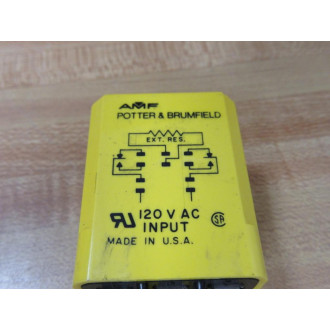 AMF
POTTER & BRUMFIELD
EXT. RES.
120 V AC
INPUT
MADE IN U.S.A.